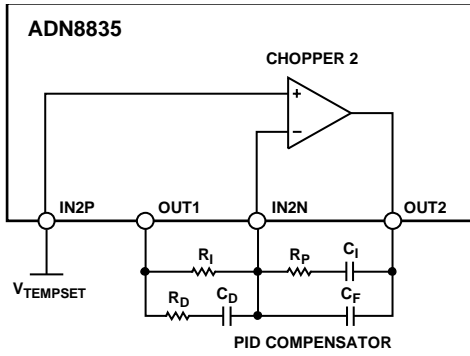 ADN8835
CHOPPER 2
+
−
IN2P
OUT1
IN2N
OUT2
VTEMPSET
RI
RP
CI
RD
CD
CF
PID COMPENSATOR